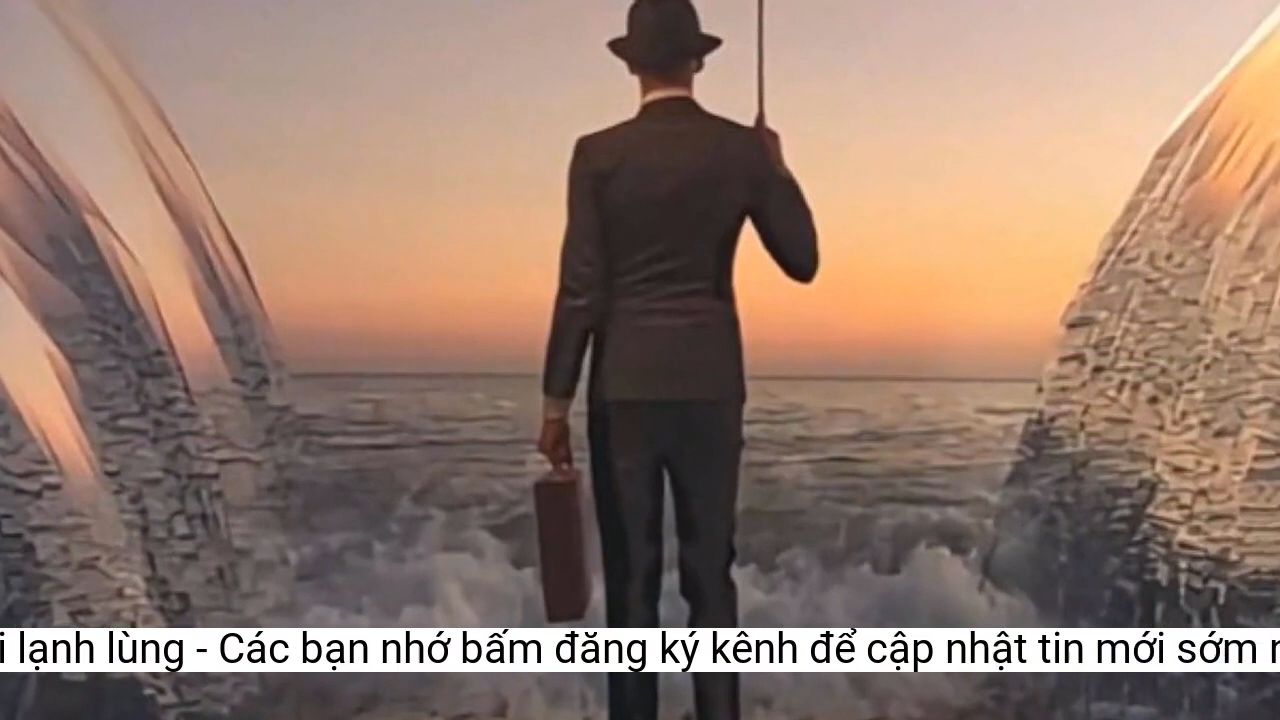 lạnh lùng - Các bạn nhớ bấm đăng ký kênh để cập nhật tin mới sớm